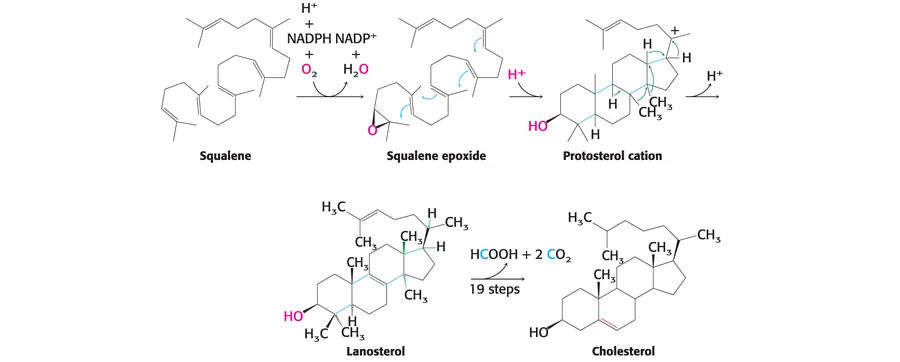 H⁺
+
NADPH NADP⁺
+ +
O₂ H₂O
Squalene
O
Squalene epoxide
H⁺
+
H
H
H
CH₃
CH₃
HO
H
Protosterol cation
H⁺
H₃C
H
CH₃
CH₃
CH₃
H
CH₃
CH₃
HO
H
H₃C CH₃
Lanosterol
HCOOH + 2 CO₂
19 steps
H₃C
CH₃
CH₃
CH₃
CH₃
HO
Cholesterol